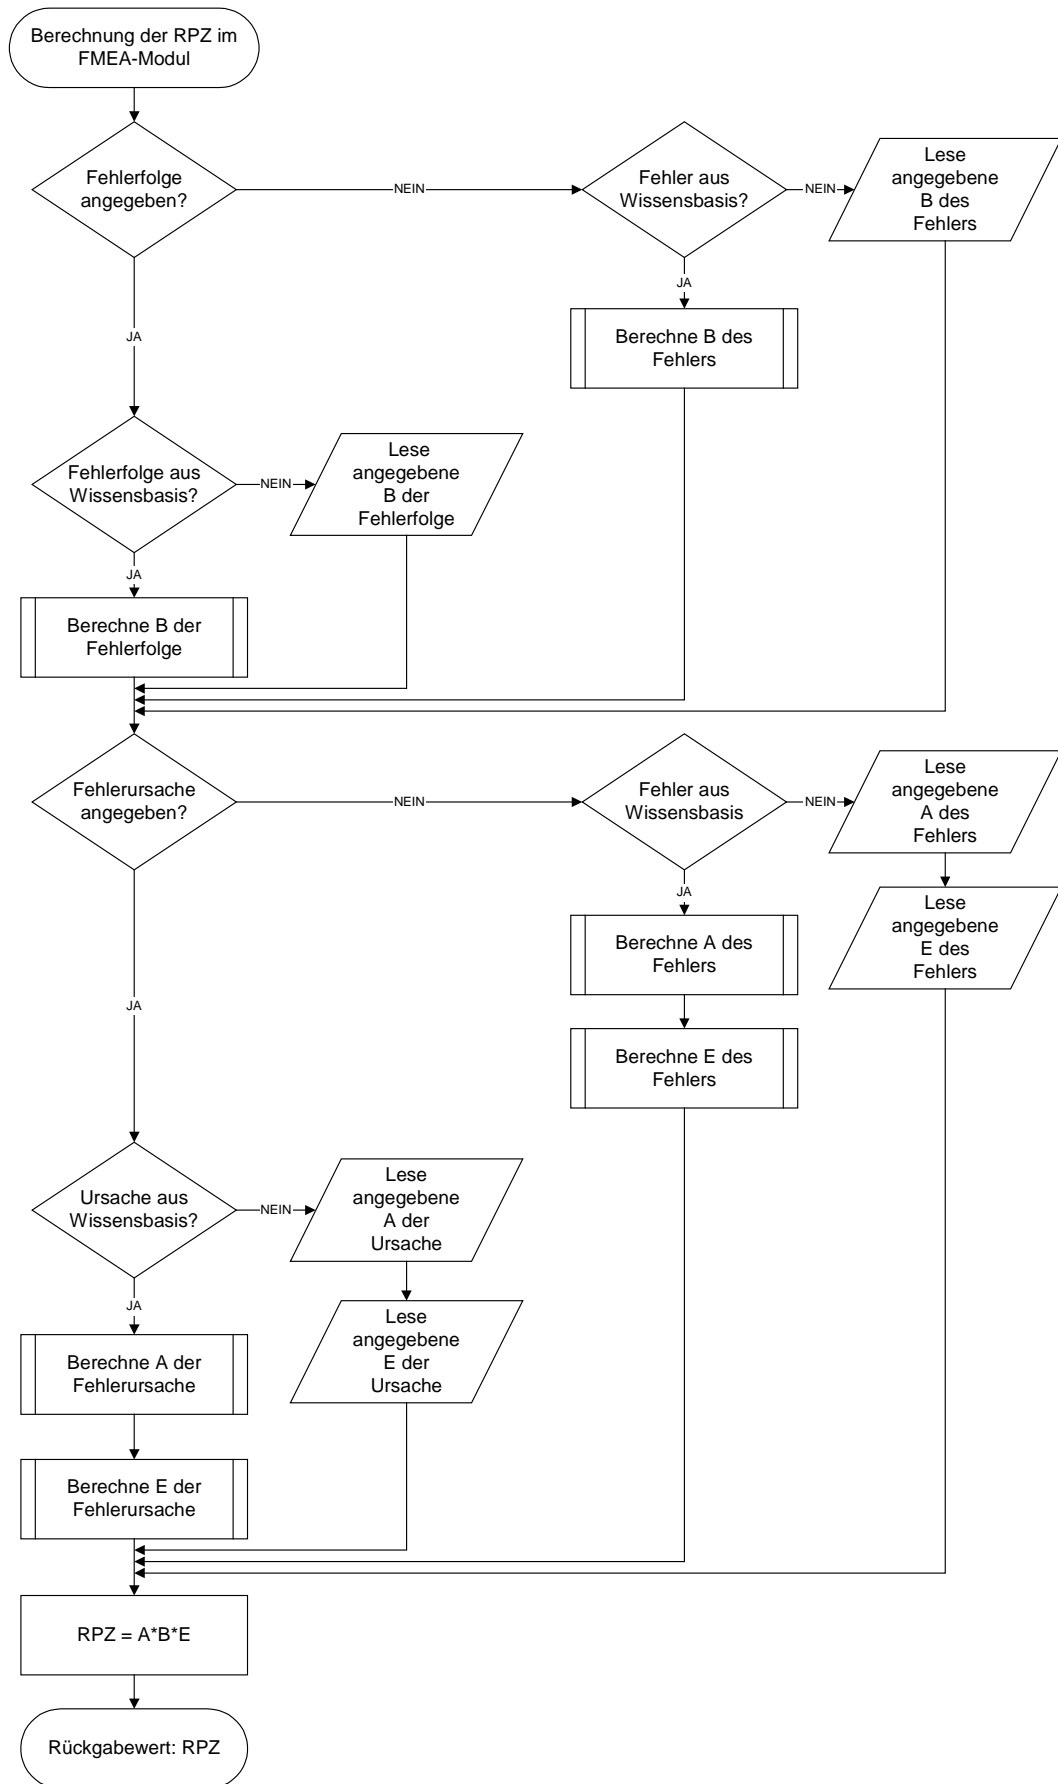 Berechnung der RPZ im
FMEA-Modul
Fehlerfolge
angegeben?
NEIN
Fehler aus
Wissensbasis?
NEIN
Lese
angegebene
B des
Fehlers
JA
Berechne B des
Fehlers
JA
Fehlerfolge aus
Wissensbasis?
NEIN
Lese
angegebene
B der
Fehlerfolge
JA
Berechne B der
Fehlerfolge
Fehlerursache
angegeben?
NEIN
Fehler aus
Wissensbasis
NEIN
Lese
angegebene
A des
Fehlers
JA
Berechne A des
Fehlers
Lese
angegebene
E des
Fehlers
JA
Berechne E des
Fehlers
Ursache aus
Wissensbasis?
NEIN
Lese
angegebene
A der
Ursache
JA
Berechne A der
Fehlerursache
Lese
angegebene
E der
Ursache
Berechne E der
Fehlerursache
RPZ = A*B*E
Rückgabewert: RPZ